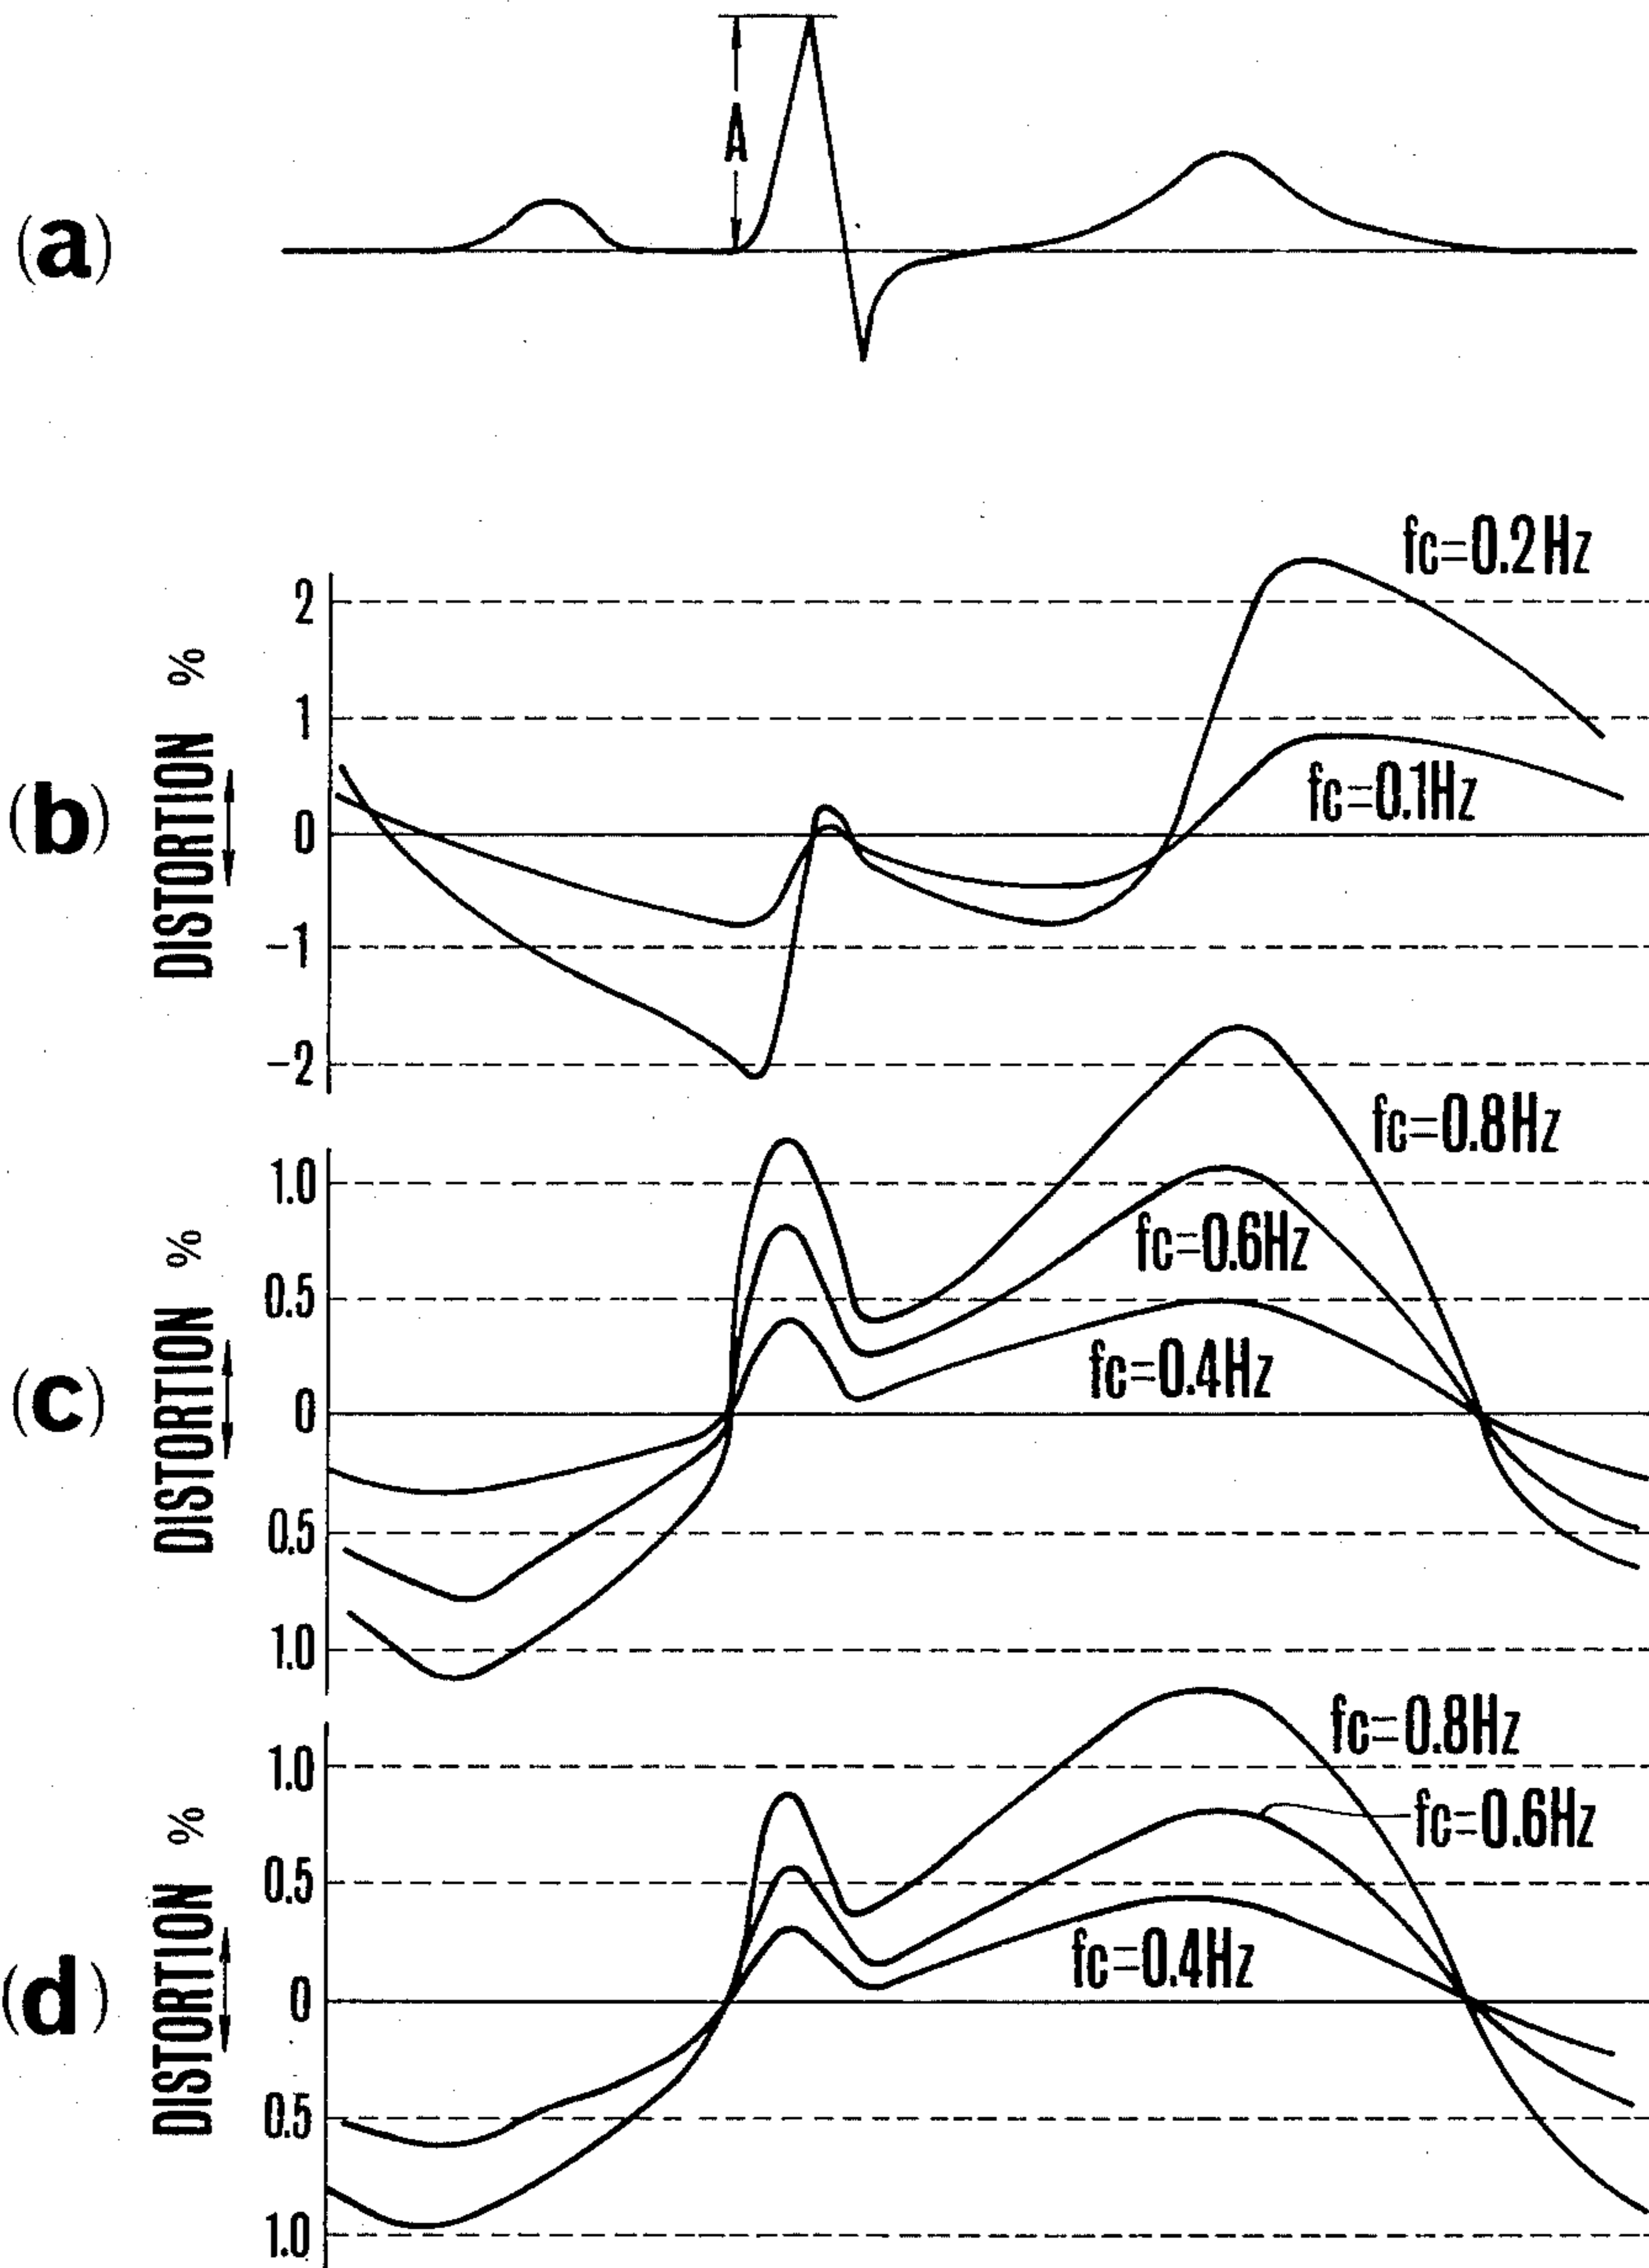 (a)
A
(b)
DISTORTION %
2
1
0
-1
-2
fc=0.2Hz
fc=0.1Hz
(c)
DISTORTION %
1.0
0.5
0
0.5
1.0
fc=0.8Hz
fc=0.6Hz
fc=0.4Hz
(d)
DISTORTION %
1.0
0.5
0
0.5
1.0
fc=0.8Hz
fc=0.6Hz
fc=0.4Hz